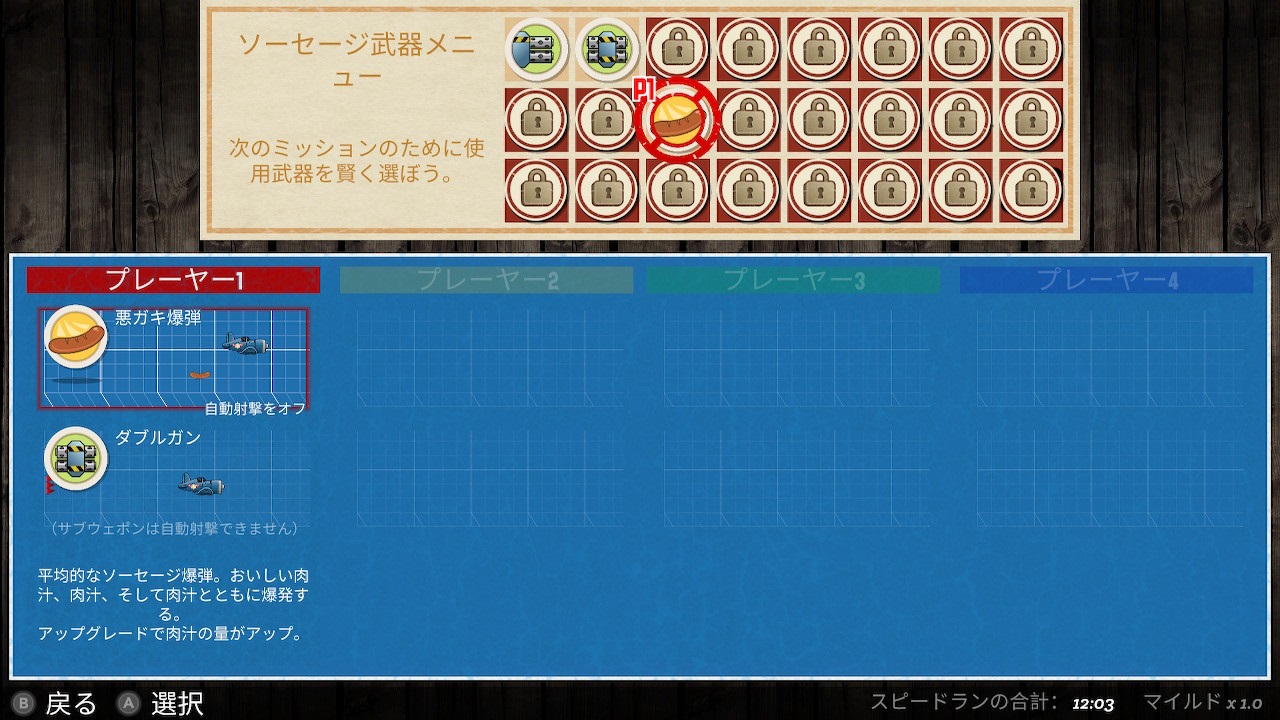 ソーセージ武器メニ
ュー
次のミッションのために使
用武器を賢く選ぼう。
P1
プレーヤー1
プレーヤー2
プレーヤー3
プレーヤー4
悪ガキ爆弾
自動射撃をオフ
ダブルガン
(サブウェポンは自動射撃できません)
平均的なソーセージ爆弾。おいしい肉
汁、肉汁、そして肉汁とともに爆発す
る。
アップグレードで肉汁の量がアップ。
B 戻る A 選択
スピードランの合計: 12:03 マイルド x 1.0